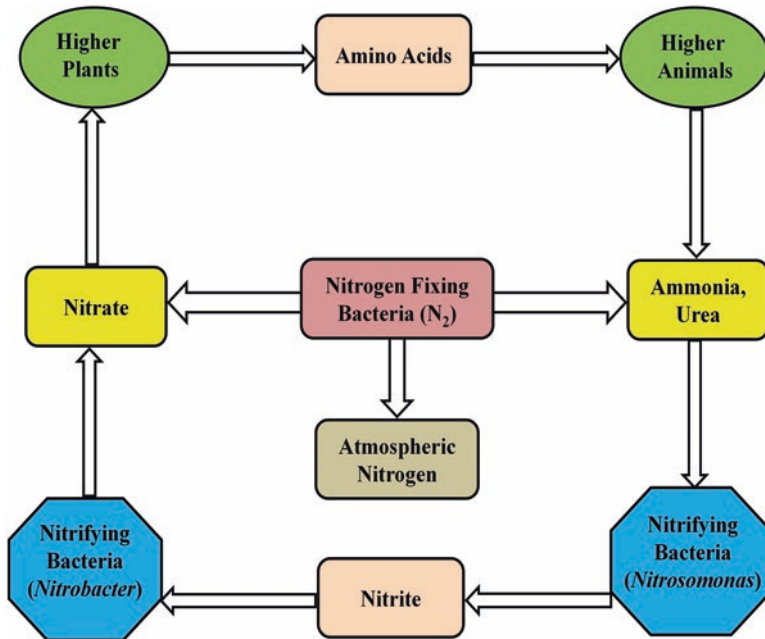 Higher
Plants
Amino Acids
Higher
Animals
Nitrate
Nitrogen Fixing
Bacteria (N₂)
Ammonia,
Urea
Atmospheric
Nitrogen
Nitrifying
Bacteria
(Nitrobacter)
Nitrite
Nitrifying
Bacteria
(Nitrosomonas)